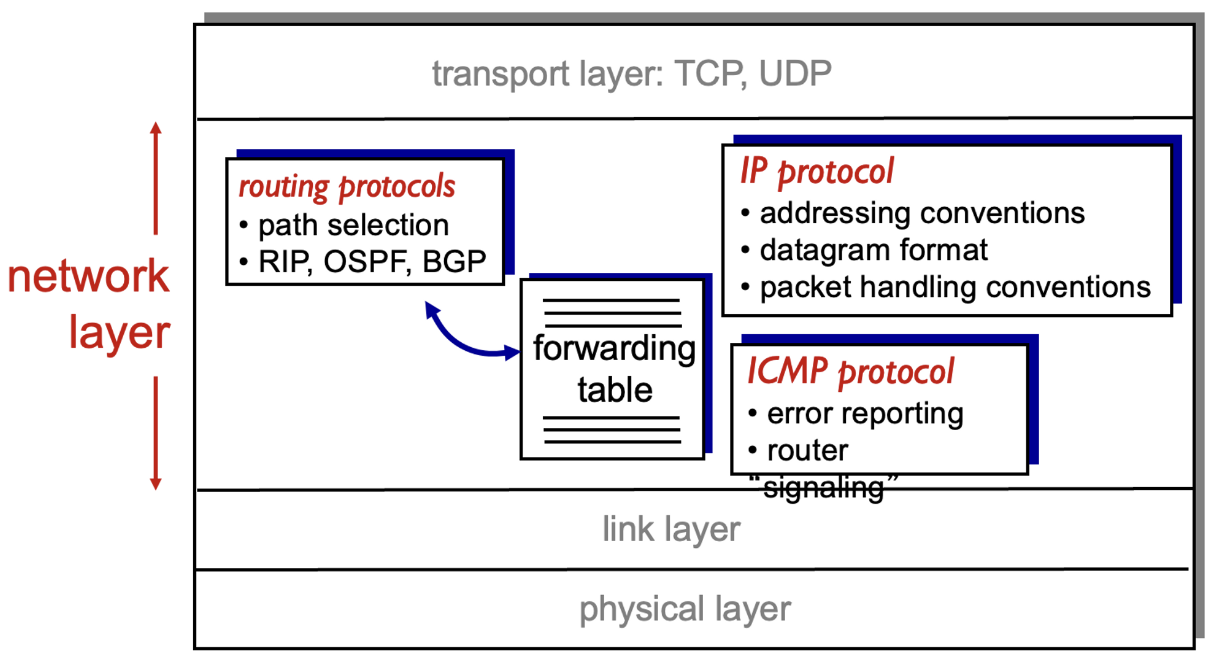 transport layer: TCP, UDP
network
layer
routing protocols
• path selection
• RIP, OSPF, BGP
forwarding
table
IP protocol
• addressing conventions
• datagram format
• packet handling conventions
ICMP protocol
• error reporting
• router
“signaling”
link layer
physical layer